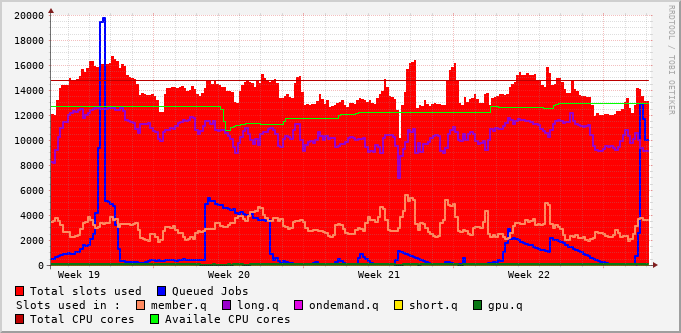 20000
18000
16000
14000
12000
10000
8000
6000
4000
2000
0
Week 19 Week 20 Week 21 Week 22
Total slots used Queued Jobs
Slots used in : member.q long.q ondemand.q short.q gpu.q
Total CPU cores Availale CPU cores
RRDTOOL / TOBI OETIKER